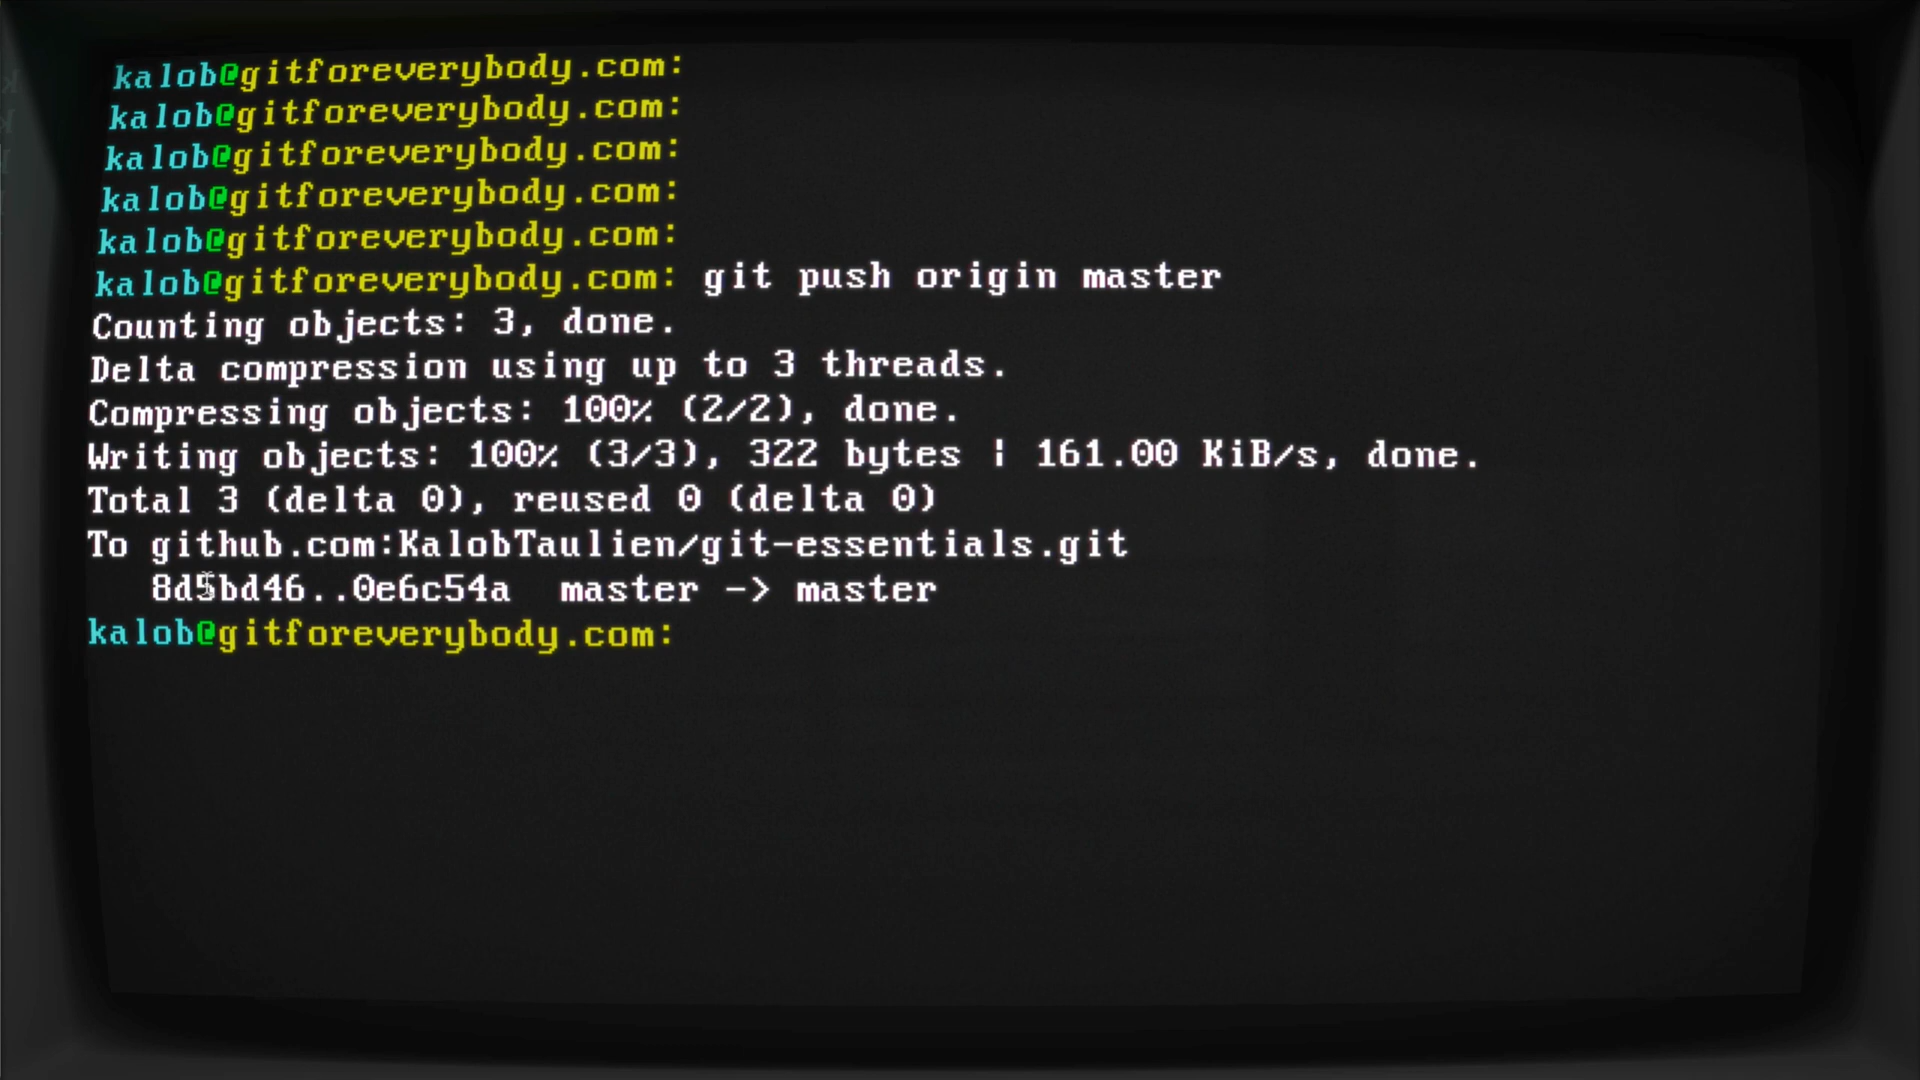 kalob@gitforeverybody.com:
kalob@gitforeverybody.com:
kalob@gitforeverybody.com:
kalob@gitforeverybody.com:
kalob@gitforeverybody.com:
kalob@gitforeverybody.com: git push origin master
Counting objects: 3, done.
Delta compression using up to 3 threads.
Compressing objects: 100% (2/2), done.
Writing objects: 100% (3/3), 322 bytes | 161.00 KiB/s, done.
Total 3 (delta 0), reused 0 (delta 0)
To github.com:KalobTaulien/git-essentials.git
   8d5bd46..0e6c54a  master -> master
kalob@gitforeverybody.com: